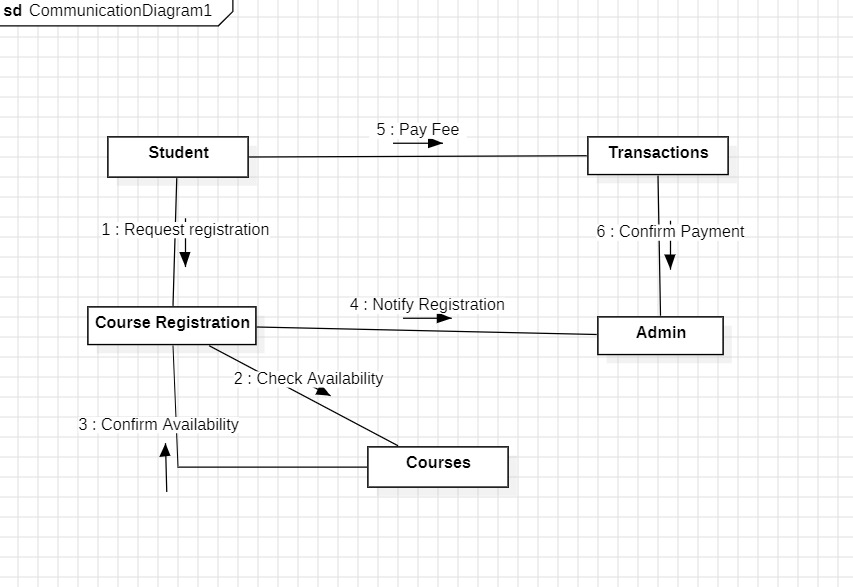 sd CommunicationDiagram1
5 : Pay Fee
Student
Transactions
1 : Request registration
6 : Confirm Payment
4 : Notify Registration
Course Registration
Admin
2 : Check Availability
3 : Confirm Availability
Courses